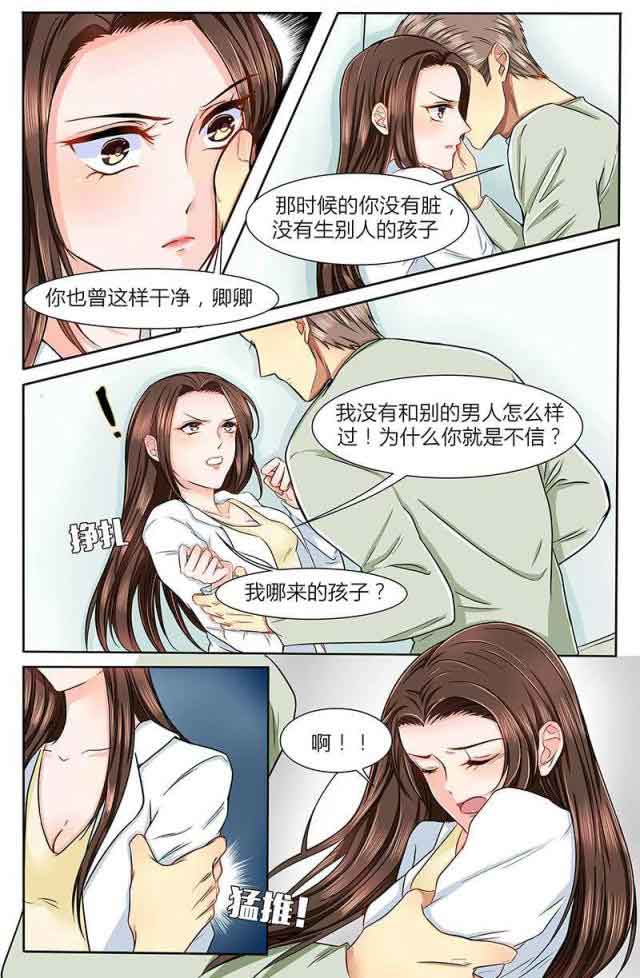 你也曾这样干净，卿卿
那时候的你没有脏，
没有生别人的孩子
！
我没有和别的男人怎么样
过！为什么你就是不信？
挣扎
我哪来的孩子？
猛推！
啊！！